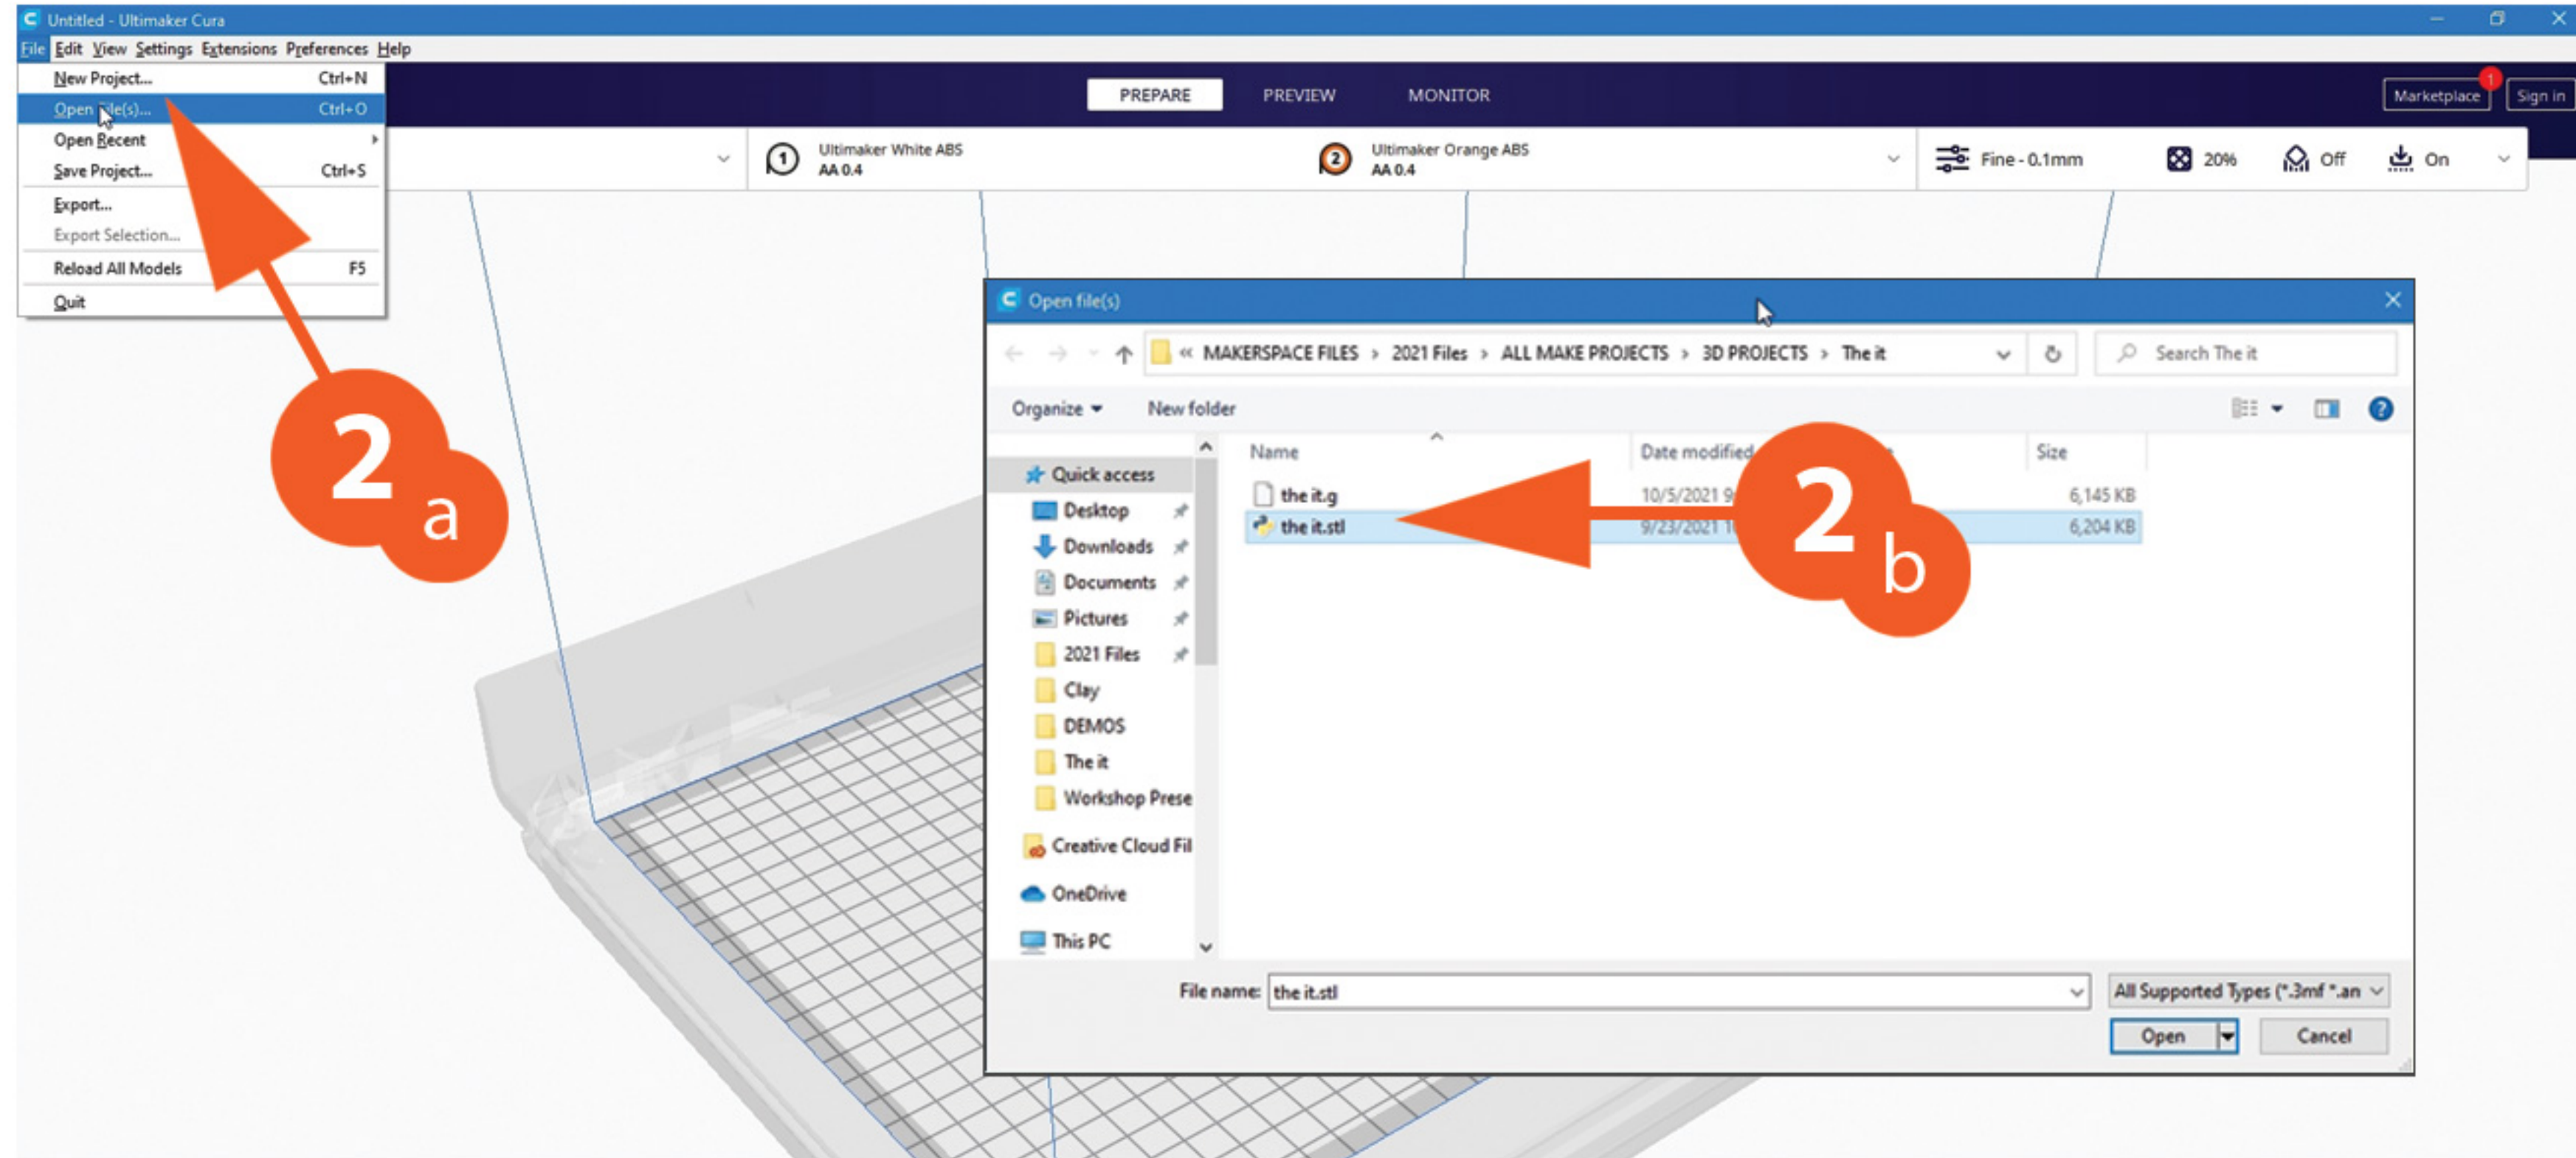 Untitled - Ultimaker Cura
File Edit View Settings Extensions Preferences Help
New Project... Ctrl+N
Open File(s)... Ctrl+O
Open Recent
Save Project... Ctrl+S
Export...
Export Selection...
Reload All Models F5
Quit
PREPARE PREVIEW MONITOR
Marketplace 1 Sign in
1 Ultimaker White ABS
AA 0.4
2 Ultimaker Orange ABS
AA 0.4
Fine - 0.1mm 20% Off On
2 a
Open file(s)
« MAKERSPACE FILES › 2021 Files › ALL MAKE PROJECTS › 3D PROJECTS › The it
Search The it
Organize New folder
?
Quick access
Desktop
Downloads
Documents
Pictures
2021 Files
Clay
DEMOS
The it
Workshop Prese
Creative Cloud Fil
OneDrive
This PC
Name Date modified Size
the it.g 10/5/2021 9 6,145 KB
the it.stl 9/23/2021 1 6,204 KB
2 b
File name: the it.stl
All Supported Types (*.3mf *.an
Open Cancel